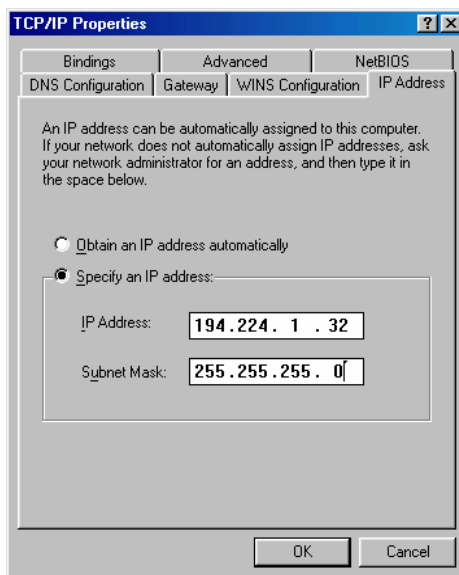 TCP/IP Properties
Bindings Advanced NetBIOS
DNS Configuration Gateway WINS Configuration IP Address
An IP address can be automatically assigned to this computer.
If your network does not automatically assign IP addresses, ask
your network administrator for an address, and then type it in
the space below.
Obtain an IP address automatically
Specify an IP address:
IP Address: 194.224. 1 .32
Subnet Mask: 255.255.255. 0
OK Cancel